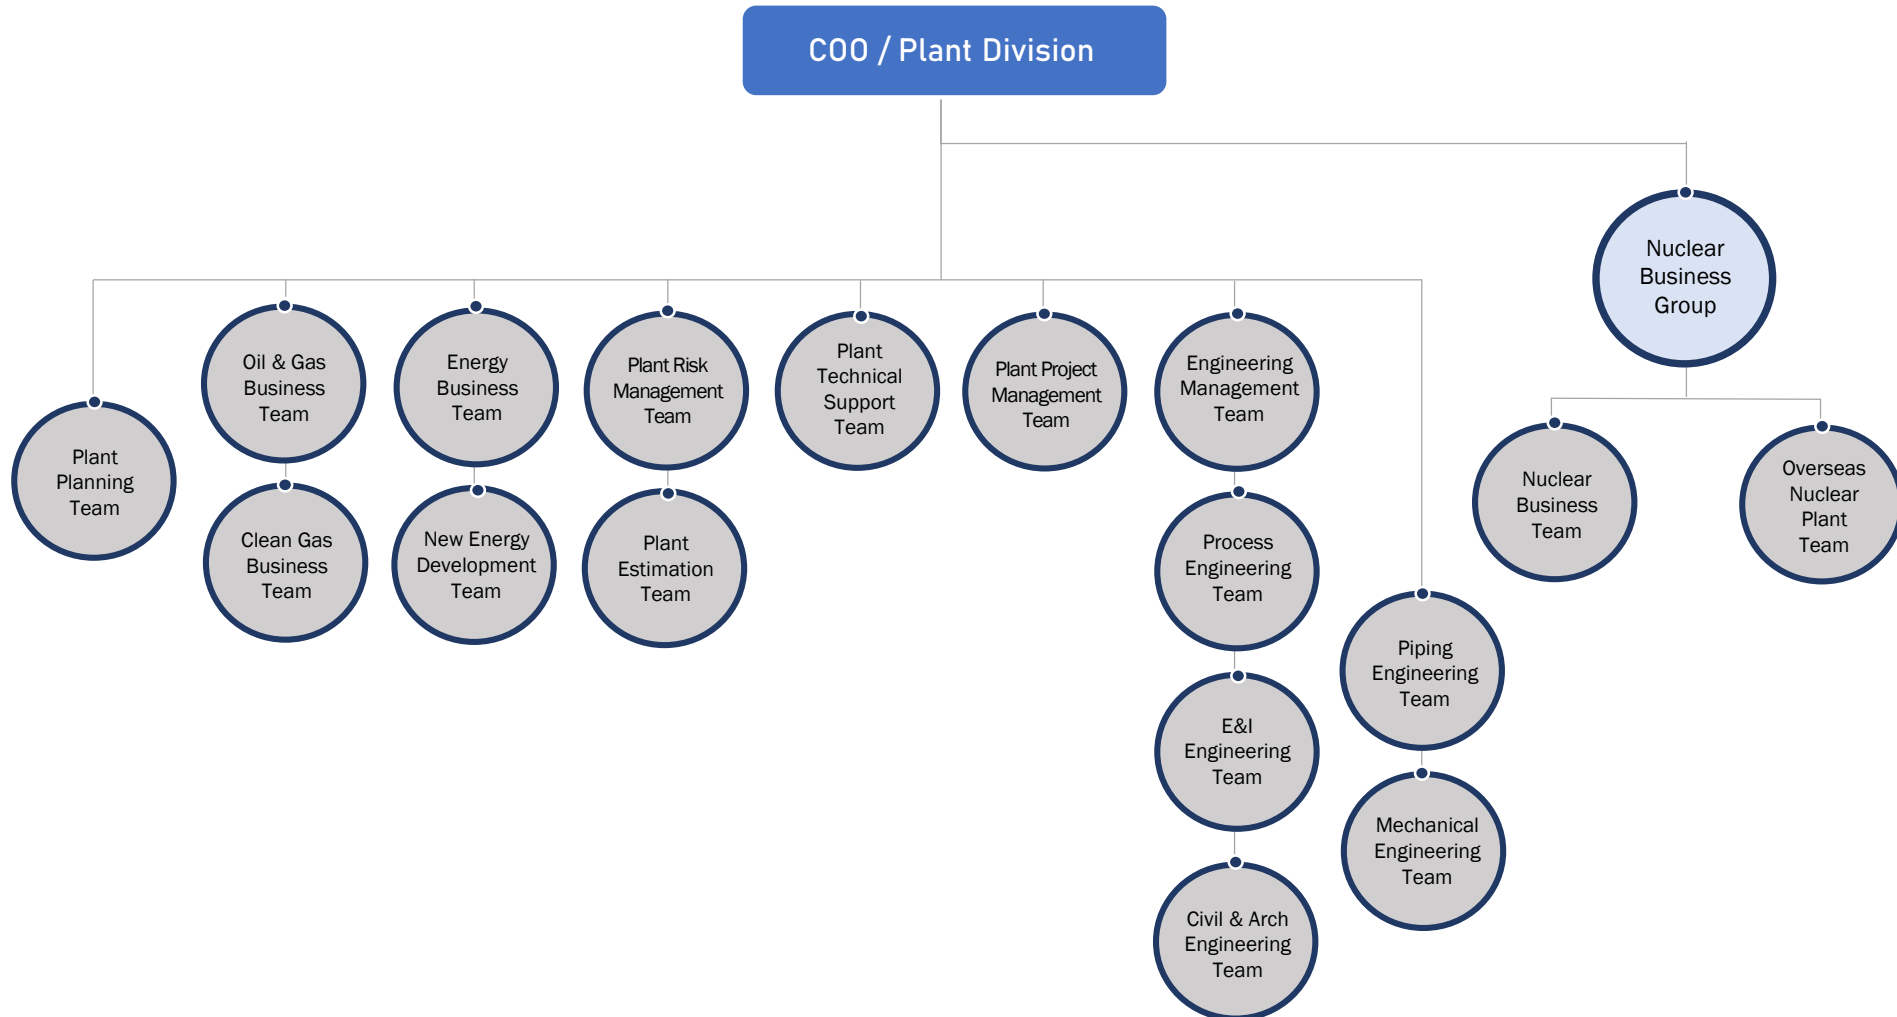 COO / Plant Division
Nuclear
Business
Group
Plant
Planning
Team
Oil & Gas
Business
Team
Clean Gas
Business
Team
Energy
Business
Team
New Energy
Development
Team
Plant Risk
Management
Team
Plant
Estimation
Team
Plant
Technical
Support
Team
Plant Project
Management
Team
Engineering
Management
Team
Process
Engineering
Team
E&I
Engineering
Team
Civil & Arch
Engineering
Team
Piping
Engineering
Team
Mechanical
Engineering
Team
Nuclear
Business
Team
Overseas
Nuclear
Plant
Team